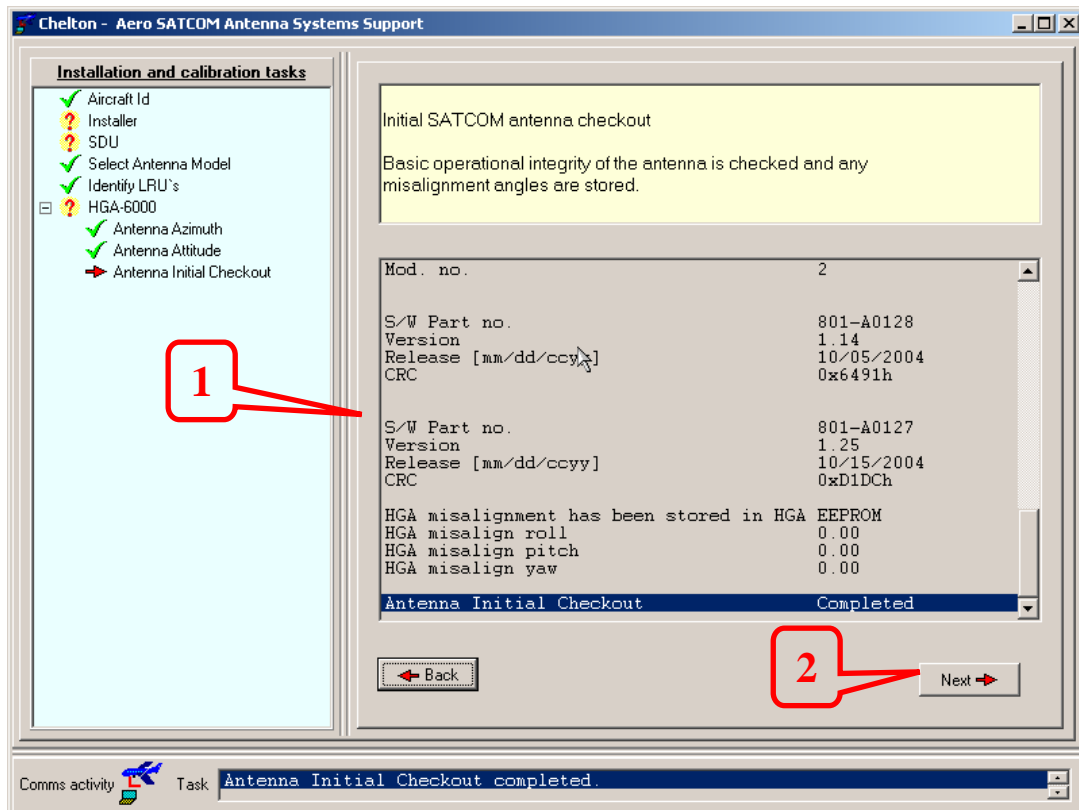 Chelton - Aero SATCOM Antenna Systems Support
Installation and calibration tasks
Aircraft Id
? Installer
? SDU
Select Antenna Model
Identify LRU`s
? HGA-6000
Antenna Azimuth
Antenna Attitude
Antenna Initial Checkout
Initial SATCOM antenna checkout
Basic operational integrity of the antenna is checked and any
misalignment angles are stored.
Mod. no. 2
S/W Part no. 801-A0128
Version 1.14
Release [mm/dd/ccyy] 10/05/2004
CRC 0x6491h
S/W Part no. 801-A0127
Version 1.25
Release [mm/dd/ccyy] 10/15/2004
CRC 0xD1DCh
HGA misalignment has been stored in HGA EEPROM
HGA misalign roll 0.00
HGA misalign pitch 0.00
HGA misalign yaw 0.00
Antenna Initial Checkout Completed
1
2
Back
Next
Comms activity Task Antenna Initial Checkout completed.